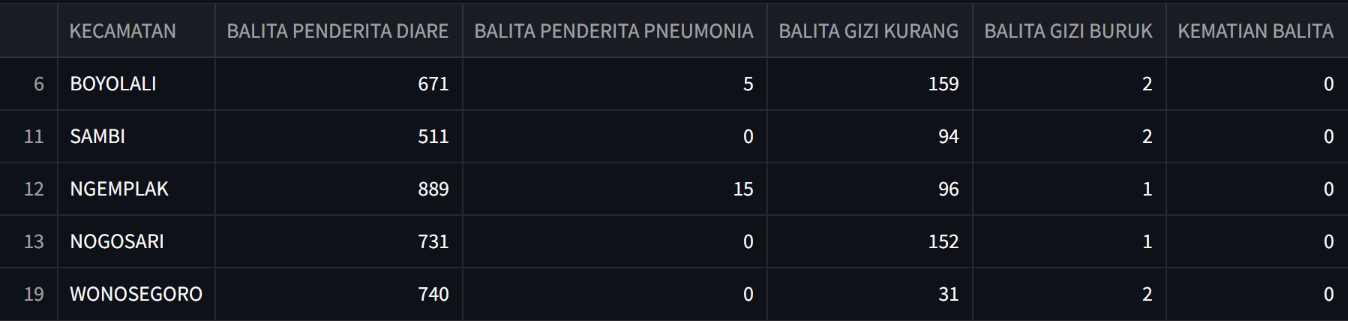 KECAMATAN BALITA PENDERITA DIARE BALITA PENDERITA PNEUMONIA BALITA GIZI KURANG BALITA GIZI BURUK KEMATIAN BALITA
6 BOYOLALI 671 5 159 2 0
11 SAMBI 511 0 94 2 0
12 NGEMPLAK 889 15 96 1 0
13 NOGOSARI 731 0 152 1 0
19 WONOSEGORO 740 0 31 2 0